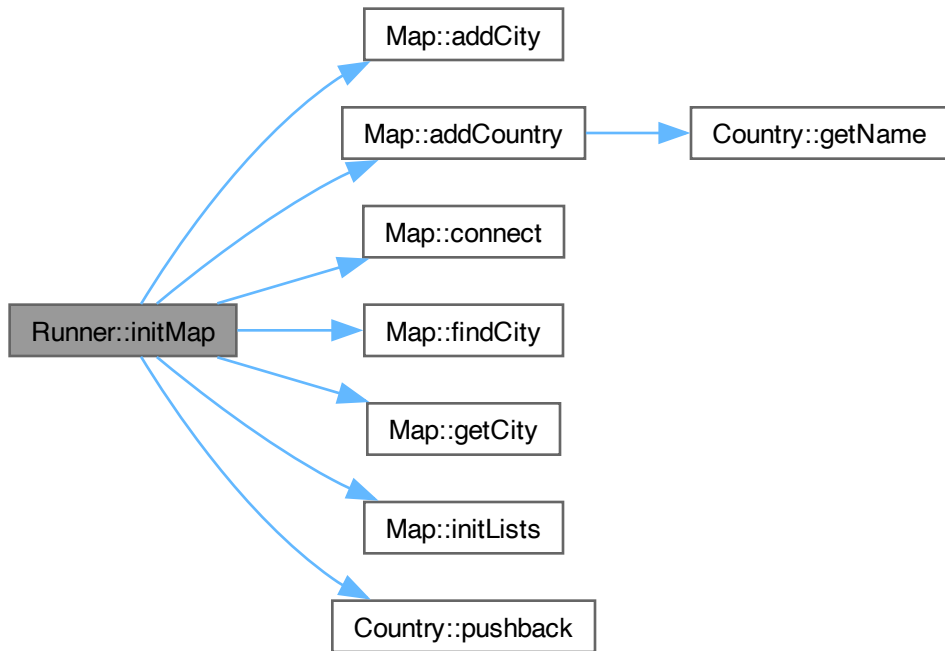 Map::addCity
Map::addCountry
Country::getName
Map::connect
Runner::initMap
Map::findCity
Map::getCity
Map::initLists
Country::pushback